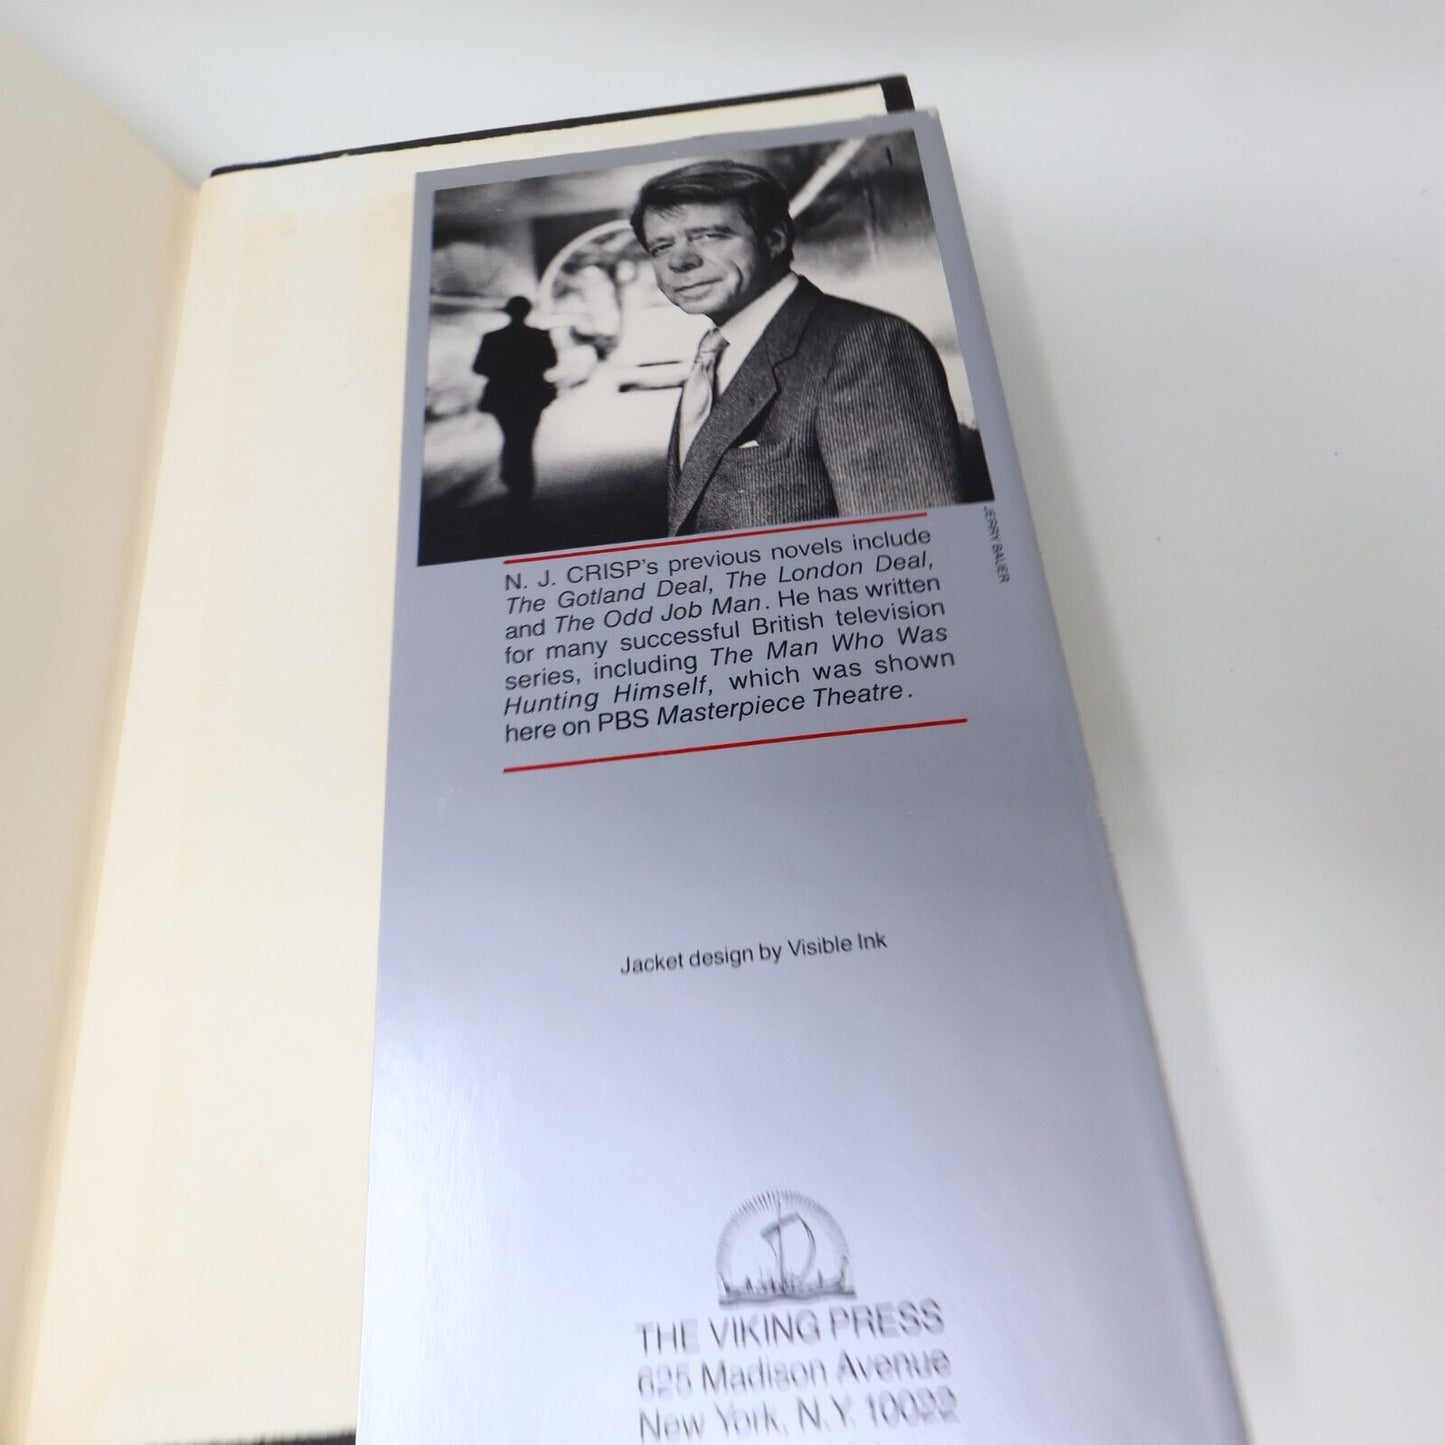 JERRY BAUER
N. J. CRISP's previous novels include
The Gotland Deal, The London Deal,
and The Odd Job Man. He has written
for many successful British television
series, including The Man Who Was
Hunting Himself, which was shown
here on PBS Masterpiece Theatre.
Jacket design by Visible Ink
THE VIKING PRESS
625 Madison Avenue
New York, N.Y. 10022